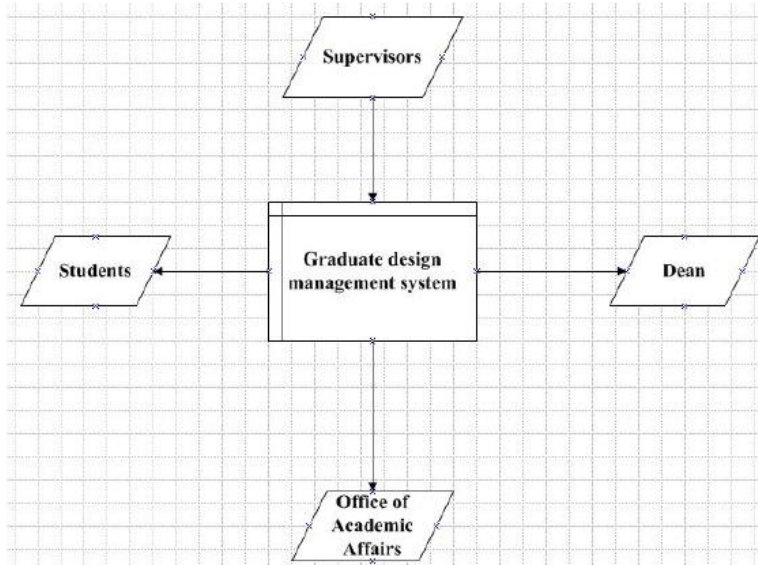 Supervisors
Students
Graduate design
management system
Dean
Office of
Academic
Affairs